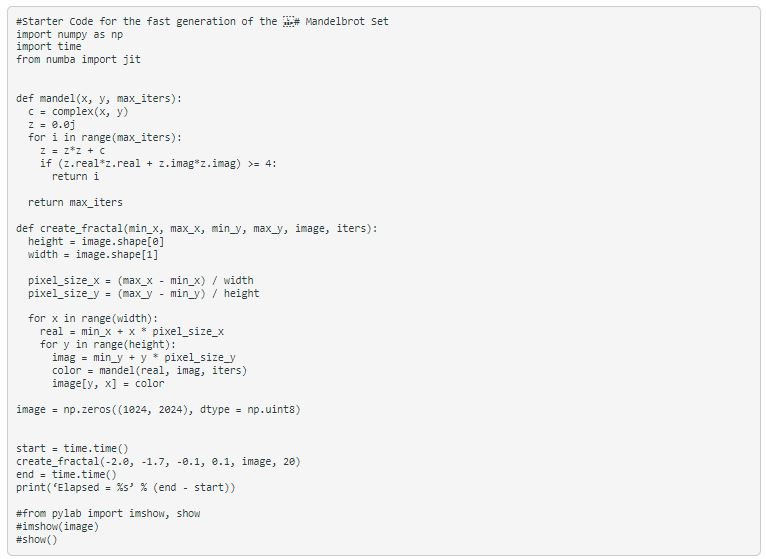 #Starter Code for the fast generation of the # Mandelbrot Set
import numpy as np
import time
from numba import jit
def mandel(x, y, max_iters):
c = complex(x, y)
z = 0.0j
for i in range(max_iters):
z = z*z + c
if (z.real*z.real + z.imag*z.imag) >= 4:
return i
return max_iters
def create_fractal(min_x, max_x, min_y, max_y, image, iters):
height = image.shape[0]
width = image.shape[1]
pixel_size_x = (max_x - min_x) / width
pixel_size_y = (max_y - min_y) / height
for x in range(width):
real = min_x + x * pixel_size_x
for y in range(height):
imag = min_y + y * pixel_size_y
color = mandel(real, imag, iters)
image[y, x] = color
image = np.zeros((1024, 2024), dtype = np.uint8)
start = time.time()
create_fractal(-2.0, -1.7, -0.1, 0.1, image, 20)
end = time.time()
print(‘Elapsed = %s’ % (end - start))
#from pylab import imshow, show
#imshow(image)
#show()